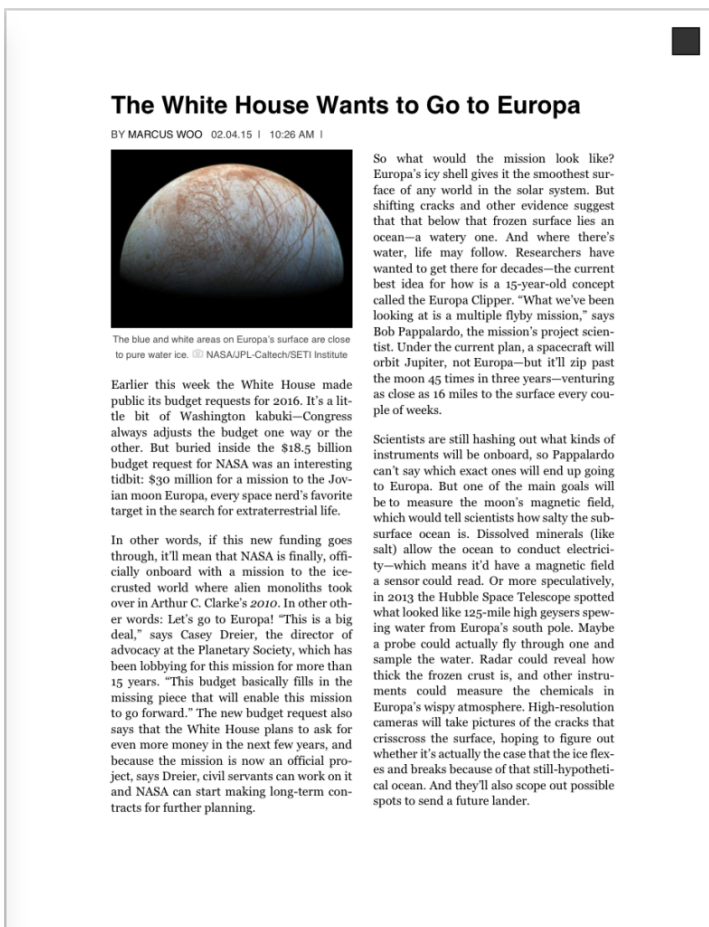 The White House Wants to Go to Europa
BY MARCUS WOO 02.04.15 | 10:26 AM |
The blue and white areas on Europa's surface are close
to pure water ice. NASA/JPL-Caltech/SETI Institute
Earlier this week the White House made
public its budget requests for 2016. It's a lit-
tle bit of Washington kabuki—Congress
always adjusts the budget one way or the
other. But buried inside the $18.5 billion
budget request for NASA was an interesting
tidbit: $30 million for a mission to the Jov-
ian moon Europa, every space nerd's favorite
target in the search for extraterrestrial life.
In other words, if this new funding goes
through, it'll mean that NASA is finally, offi-
cially onboard with a mission to the ice-
crusted world where alien monoliths took
over in Arthur C. Clarke's 2010. In other oth-
er words: Let's go to Europa! "This is a big
deal," says Casey Dreier, the director of
advocacy at the Planetary Society, which has
been lobbying for this mission for more than
15 years. "This budget basically fills in the
missing piece that will enable this mission
to go forward." The new budget request also
says that the White House plans to ask for
even more money in the next few years, and
because the mission is now an official pro-
ject, says Dreier, civil servants can work on it
and NASA can start making long-term con-
tracts for further planning.
So what would the mission look like?
Europa's icy shell gives it the smoothest sur-
face of any world in the solar system. But
shifting cracks and other evidence suggest
that that below that frozen surface lies an
ocean—a watery one. And where there's
water, life may follow. Researchers have
wanted to get there for decades—the current
best idea for how is a 15-year-old concept
called the Europa Clipper. "What we've been
looking at is a multiple flyby mission," says
Bob Pappalardo, the mission's project scien-
tist. Under the current plan, a spacecraft will
orbit Jupiter, not Europa—but it'll zip past
the moon 45 times in three years—venturing
as close as 16 miles to the surface every cou-
ple of weeks.
Scientists are still hashing out what kinds of
instruments will be onboard, so Pappalardo
can't say which exact ones will end up going
to Europa. But one of the main goals will
be to measure the moon's magnetic field,
which would tell scientists how salty the sub-
surface ocean is. Dissolved minerals (like
salt) allow the ocean to conduct electrici-
ty—which means it'd have a magnetic field
a sensor could read. Or more speculatively,
in 2013 the Hubble Space Telescope spotted
what looked like 125-mile high geysers spew-
ing water from Europa's south pole. Maybe
a probe could actually fly through one and
sample the water. Radar could reveal how
thick the frozen crust is, and other instru-
ments could measure the chemicals in
Europa's wispy atmosphere. High-resolution
cameras will take pictures of the cracks that
crisscross the surface, hoping to figure out
whether it's actually the case that the ice flex-
es and breaks because of that still-hypotheti-
cal ocean. And they'll also scope out possible
spots to send a future lander.